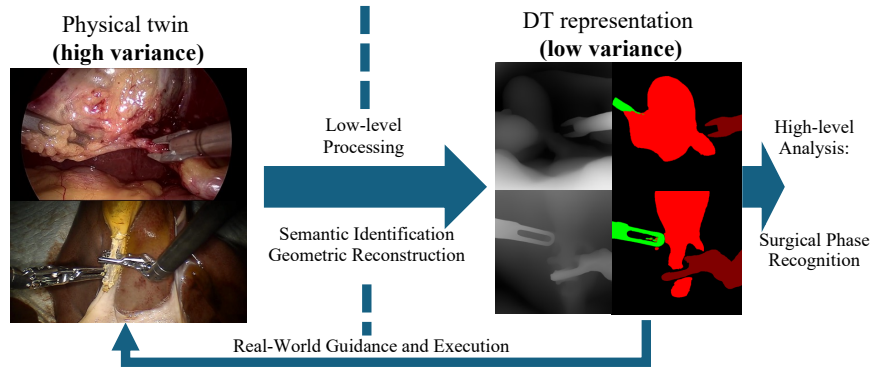 Physical twin
(high variance)
Low-level
Processing
Semantic Identification
Geometric Reconstruction
DT representation
(low variance)
High-level
Analysis:
Surgical Phase
Recognition
Real-World Guidance and Execution